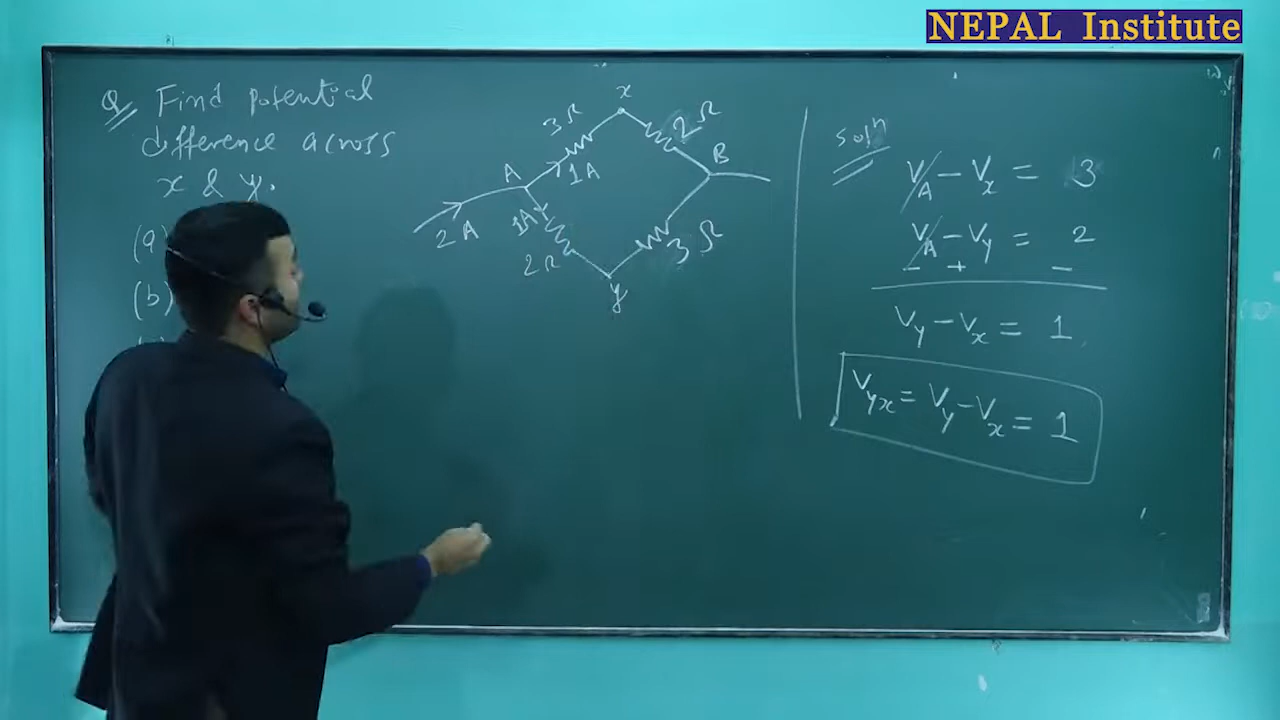 NEPAL Institute
Q. Find potential
difference across
x & y.
(a)
(b)
x
3Ω
2Ω
A
1A
B
2A
1A
2Ω
3Ω
y
solⁿ
V_A - V_x = 3
V_A - V_y = 2
- + -
V_y - V_x = 1
V_yx = V_y - V_x = 1